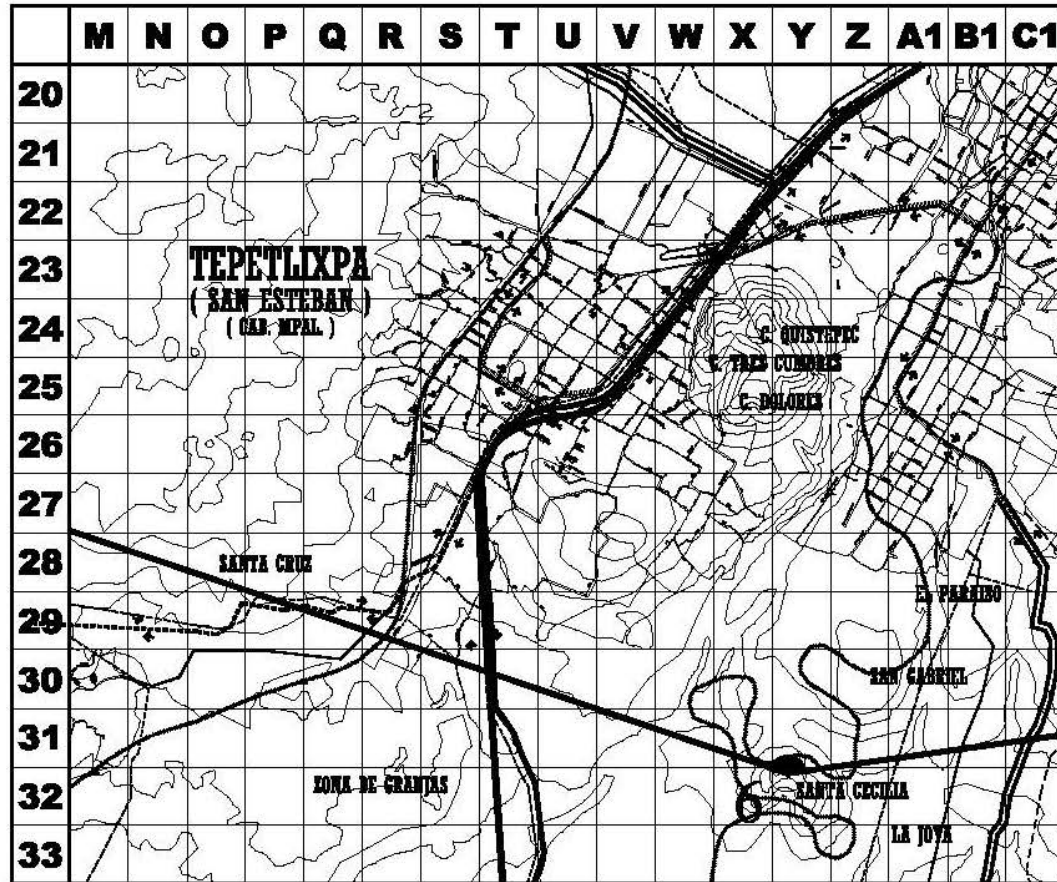 M N O P Q R S T U V W X Y Z A1 B1 C1
20
21
22
23
TEPETLIXPA
( SAN ESTEBAN )
24
( CAB. MPAL. )
C. QUISTEPEC
C. TRES CUMBRES
25
C. DOLORES
26
27
28
SANTA CRUZ
EL PARAISO
29
30
SAN GABRIEL
31
32
ZONA DE GRANJAS
SANTA CECILIA
33
LA JOYA